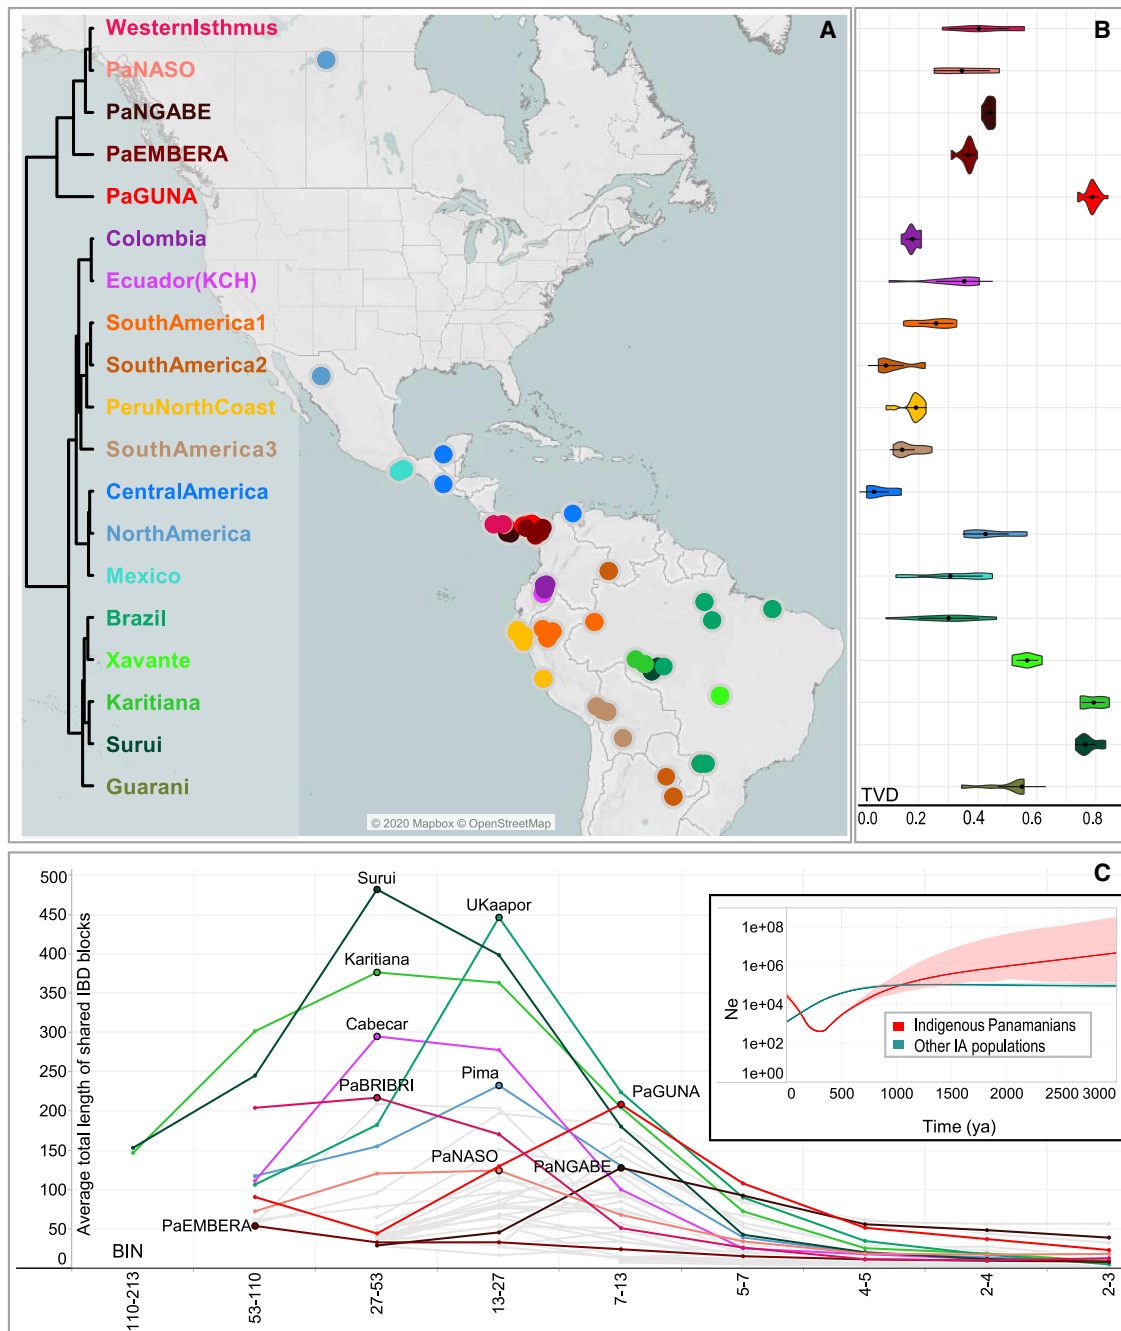 A
WesternIsthmus
PaNASO
PaNGABE
PaEMBERA
PaGUNA
Colombia
Ecuador(KCH)
SouthAmerica1
SouthAmerica2
PeruNorthCoast
SouthAmerica3
CentralAmerica
NorthAmerica
Mexico
Brazil
Xavante
Karitiana
Surui
Guarani
© 2020 Mapbox © OpenStreetMap
B
TVD
0.0 0.2 0.4 0.6 0.8
C
Average total length of shared IBD blocks
500
450
400
350
300
250
200
150
100
50
0
BIN
Surui
UKaapor
Karitiana
Cabecar
Pima
PaBRIBRI
PaGUNA
PaNASO
PaNGABE
PaEMBERA
110-213
53-110
27-53
13-27
7-13
5-7
4-5
2-4
2-3
Ne
1e+08
1e+06
1e+04
1e+02
1e+00
Indigenous Panamanians
Other IA populations
0 500 1000 1500 2000 2500 3000
Time (ya)